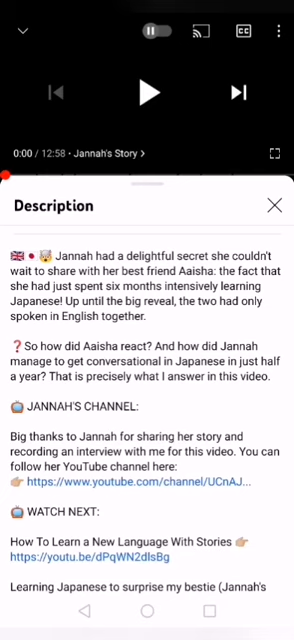 CC
0:00 / 12:58 • Jannah's Story >
Description
🇬🇧🇯🇵🤯 Jannah had a delightful secret she couldn't
wait to share with her best friend Aaisha: the fact that
she had just spent six months intensively learning
Japanese! Up until the big reveal, the two had only
spoken in English together.
❓So how did Aaisha react? And how did Jannah
manage to get conversational in Japanese in just half
a year? That is precisely what I answer in this video.
📺 JANNAH'S CHANNEL:
Big thanks to Jannah for sharing her story and
recording an interview with me for this video. You can
follow her YouTube channel here:
👉🏼 https://www.youtube.com/channel/UCnAJ...
📺 WATCH NEXT:
How To Learn a New Language With Stories 👉🏼
https://youtu.be/dPqWN2dlsBg
Learning Japanese to surprise my bestie (Jannah's